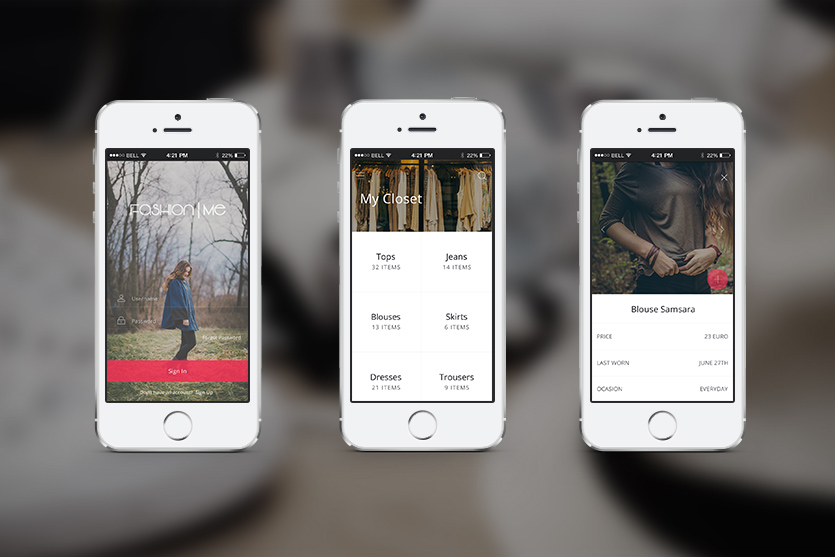 BELL 4:21 PM 22%
FASHION|ME
Username
Password
Forgot Password
Sign In
Don't have an account? Sign Up
BELL 4:21 PM 22%
My Closet
Tops
32 ITEMS
Jeans
14 ITEMS
Blouses
13 ITEMS
Skirts
6 ITEMS
Dresses
21 ITEMS
Trousers
9 ITEMS
BELL 4:21 PM 22%
Blouse Samsara
PRICE 23 EURO
LAST WORN JUNE 27TH
OCASION EVERYDAY